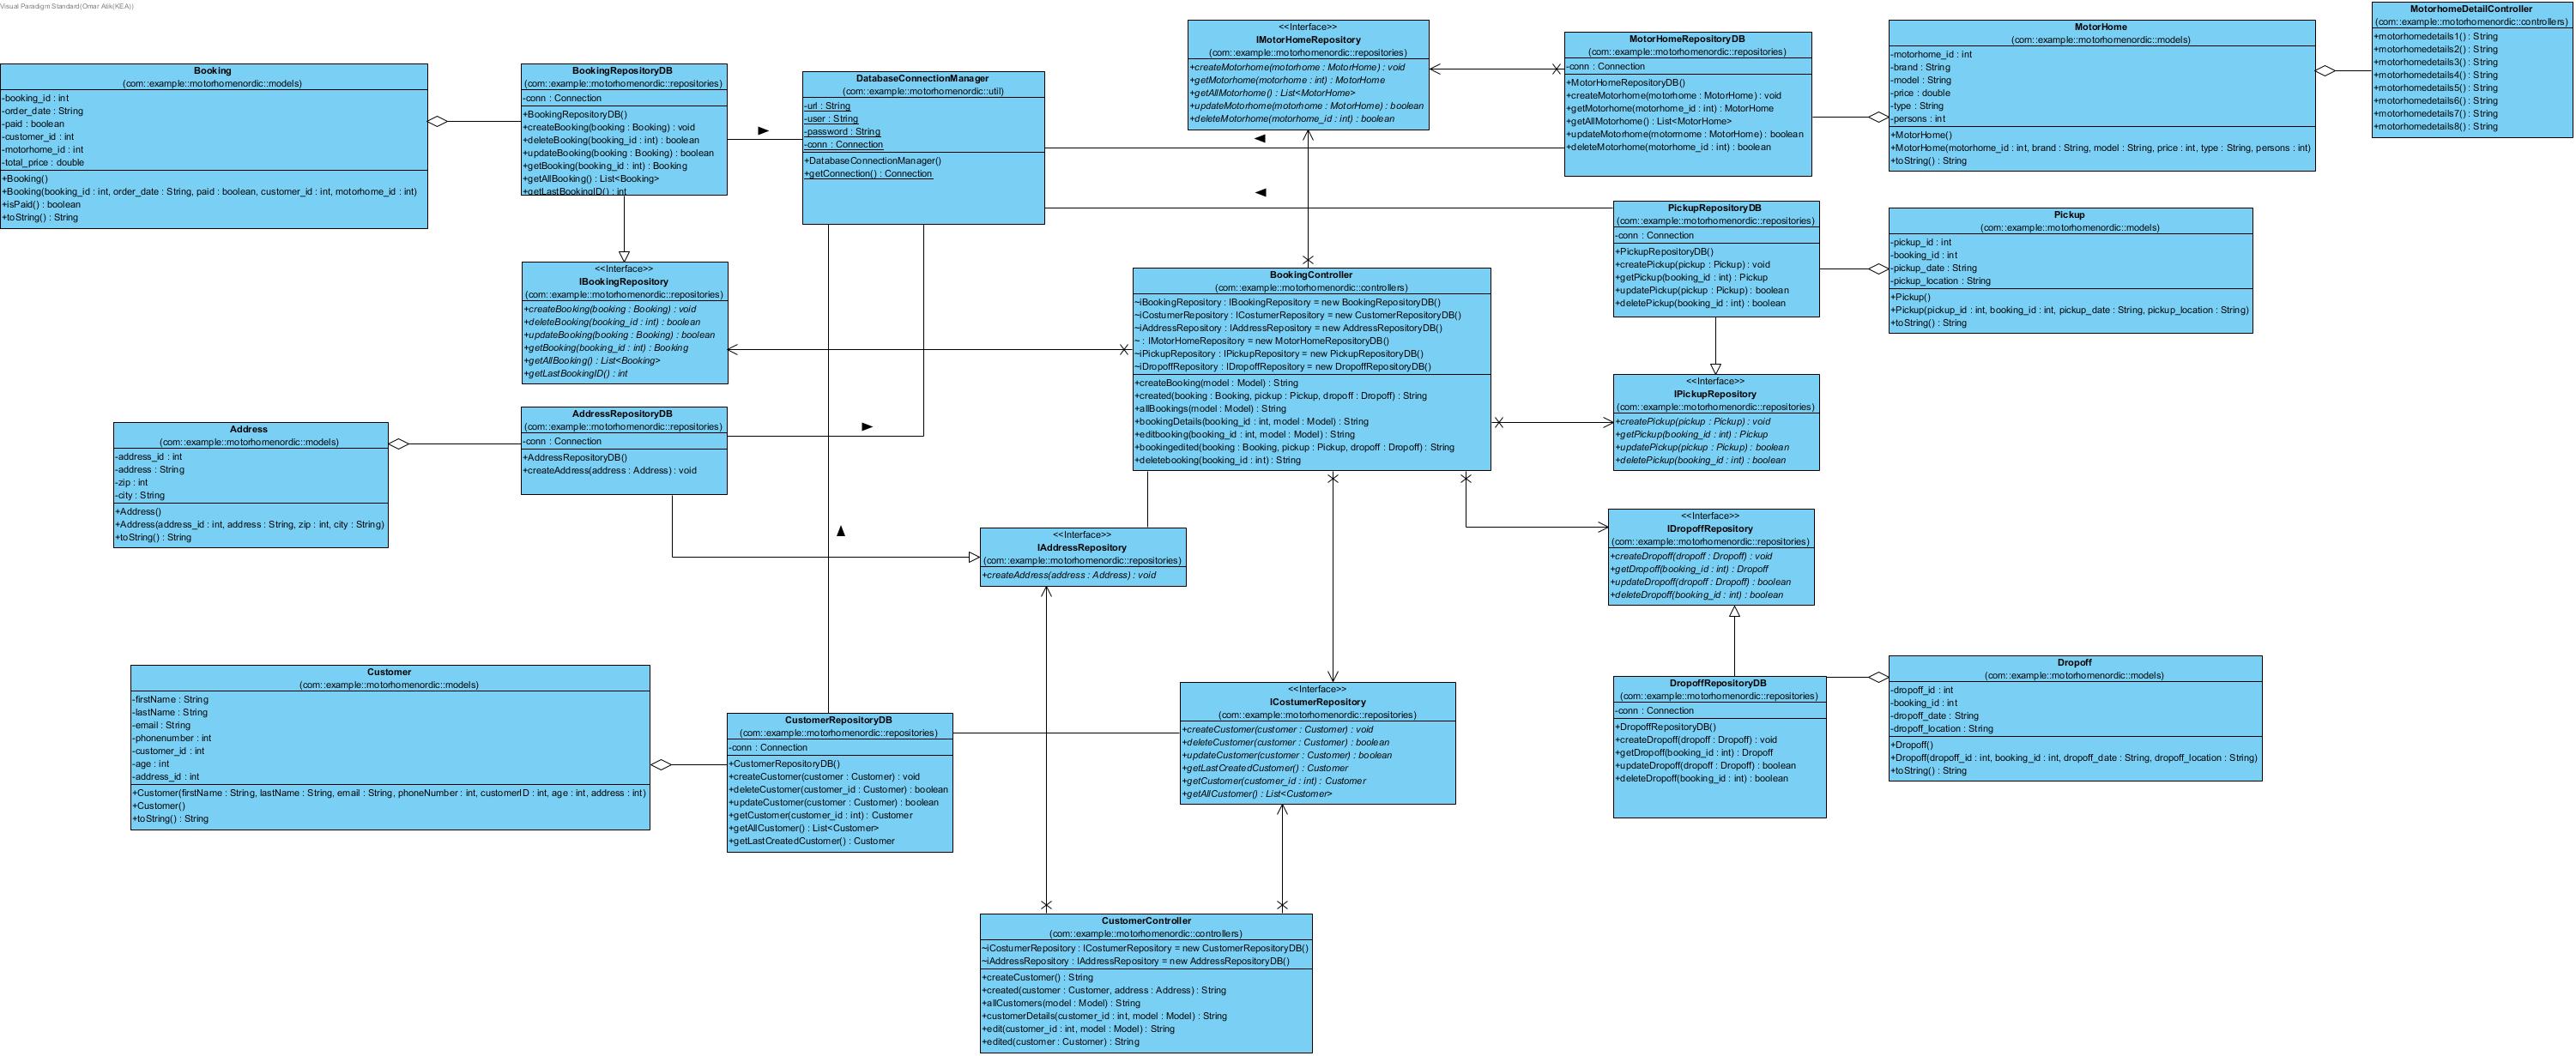 Visual Paradigm Standard(Omar Atik(KEA))
Booking
(com::example::motorhomenordic::models)
-booking_id : int
-order_date : String
-paid : boolean
-customer_id : int
-motorhome_id : int
-total_price : double
+Booking()
+Booking(booking_id : int, order_date : String, paid : boolean, customer_id : int, motorhome_id : int)
+isPaid() : boolean
+toString() : String
BookingRepositoryDB
(com::example::motorhomenordic::repositories)
-conn : Connection
+BookingRepositoryDB()
+createBooking(booking : Booking) : void
+deleteBooking(booking_id : int) : boolean
+updateBooking(booking : Booking) : boolean
+getBooking(booking_id : int) : Booking
+getAllBooking() : List<Booking>
+getLastBookingID() : int
DatabaseConnectionManager
(com::example::motorhomenordic::util)
-url : String
-user : String
-password : String
-conn : Connection
+DatabaseConnectionManager()
+getConnection() : Connection
<<Interface>>
IMotorHomeRepository
(com::example::motorhomenordic::repositories)
+createMotorhome(motorhome : MotorHome) : void
+getMotorhome(motorhome : int) : MotorHome
+getAllMotorhome() : List<MotorHome>
+updateMotorhome(motorhome : MotorHome) : boolean
+deleteMotorhome(motorhome_id : int) : boolean
MotorHomeRepositoryDB
(com::example::motorhomenordic::repositories)
-conn : Connection
+MotorHomeRepositoryDB()
+createMotorhome(motorhome : MotorHome) : void
+getMotorhome(motorhome_id : int) : MotorHome
+getAllMotorhome() : List<MotorHome>
+updateMotorhome(motormome : MotorHome) : boolean
+deleteMotorhome(motorhome_id : int) : boolean
MotorHome
(com::example::motorhomenordic::models)
-motorhome_id : int
-brand : String
-model : String
-price : double
-type : String
-persons : int
+MotorHome()
+MotorHome(motorhome_id : int, brand : String, model : String, price : int, type : String, persons : int)
+toString() : String
MotorhomeDetailController
(com::example::motorhomenordic::controllers)
+motorhomedetails1() : String
+motorhomedetails2() : String
+motorhomedetails3() : String
+motorhomedetails4() : String
+motorhomedetails5() : String
+motorhomedetails6() : String
+motorhomedetails7() : String
+motorhomedetails8() : String
PickupRepositoryDB
(com::example::motorhomenordic::repositories)
-conn : Connection
+PickupRepositoryDB()
+createPickup(pickup : Pickup) : void
+getPickup(booking_id : int) : Pickup
+updatePickup(pickup : Pickup) : boolean
+deletePickup(booking_id : int) : boolean
Pickup
(com::example::motorhomenordic::models)
-pickup_id : int
-booking_id : int
-pickup_date : String
-pickup_location : String
+Pickup()
+Pickup(pickup_id : int, booking_id : int, pickup_date : String, pickup_location : String)
+toString() : String
<<Interface>>
IBookingRepository
(com::example::motorhomenordic::repositories)
+createBooking(booking : Booking) : void
+deleteBooking(booking_id : int) : boolean
+updateBooking(booking : Booking) : boolean
+getBooking(booking_id : int) : Booking
+getAllBooking() : List<Booking>
+getLastBookingID() : int
BookingController
(com::example::motorhomenordic::controllers)
~iBookingRepository : IBookingRepository = new BookingRepositoryDB()
~iCostumerRepository : ICostumerRepository = new CustomerRepositoryDB()
~iAddressRepository : IAddressRepository = new AddressRepositoryDB()
~ : IMotorHomeRepository = new MotorHomeRepositoryDB()
~iPickupRepository : IPickupRepository = new PickupRepositoryDB()
~iDropoffRepository : IDropoffRepository = new DropoffRepositoryDB()
+createBooking(model : Model) : String
+created(booking : Booking, pickup : Pickup, dropoff : Dropoff) : String
+allBookings(model : Model) : String
+bookingDetails(booking_id : int, model : Model) : String
+editbooking(booking_id : int, model : Model) : String
+bookingedited(booking : Booking, pickup : Pickup, dropoff : Dropoff) : String
+deletebooking(booking_id : int) : String
<<Interface>>
IPickupRepository
(com::example::motorhomenordic::repositories)
+createPickup(pickup : Pickup) : void
+getPickup(booking_id : int) : Pickup
+updatePickup(pickup : Pickup) : boolean
+deletePickup(booking_id : int) : boolean
Address
(com::example::motorhomenordic::models)
-address_id : int
-address : String
-zip : int
-city : String
+Address()
+Address(address_id : int, address : String, zip : int, city : String)
+toString() : String
AddressRepositoryDB
(com::example::motorhomenordic::repositories)
-conn : Connection
+AddressRepositoryDB()
+createAddress(address : Address) : void
<<Interface>>
IAddressRepository
(com::example::motorhomenordic::repositories)
+createAddress(address : Address) : void
<<Interface>>
IDropoffRepository
(com::example::motorhomenordic::repositories)
+createDropoff(dropoff : Dropoff) : void
+getDropoff(booking_id : int) : Dropoff
+updateDropoff(dropoff : Dropoff) : boolean
+deleteDropoff(booking_id : int) : boolean
Customer
(com::example::motorhomenordic::models)
-firstName : String
-lastName : String
-email : String
-phonenumber : int
-customer_id : int
-age : int
-address_id : int
+Customer(firstName : String, lastName : String, email : String, phoneNumber : int, customerID : int, age : int, address : int)
+Customer()
+toString() : String
CustomerRepositoryDB
(com::example::motorhomenordic::repositories)
-conn : Connection
+CustomerRepositoryDB()
+createCustomer(customer : Customer) : void
+deleteCustomer(customer_id : Customer) : boolean
+updateCustomer(customer : Customer) : boolean
+getCustomer(customer_id : int) : Customer
+getAllCustomer() : List<Customer>
+getLastCreatedCustomer() : Customer
<<Interface>>
ICostumerRepository
(com::example::motorhomenordic::repositories)
+createCustomer(customer : Customer) : void
+deleteCustomer(customer : Customer) : boolean
+updateCustomer(customer : Customer) : boolean
+getLastCreatedCustomer() : Customer
+getCustomer(customer_id : int) : Customer
+getAllCustomer() : List<Customer>
DropoffRepositoryDB
(com::example::motorhomenordic::repositories)
-conn : Connection
+DropoffRepositoryDB()
+createDropoff(dropoff : Dropoff) : void
+getDropoff(booking_id : int) : Dropoff
+updateDropoff(dropoff : Dropoff) : boolean
+deleteDropoff(booking_id : int) : boolean
Dropoff
(com::example::motorhomenordic::models)
-dropoff_id : int
-booking_id : int
-dropoff_date : String
-dropoff_location : String
+Dropoff()
+Dropoff(dropoff_id : int, booking_id : int, dropoff_date : String, dropoff_location : String)
+toString() : String
CustomerController
(com::example::motorhomenordic::controllers)
~iCostumerRepository : ICostumerRepository = new CustomerRepositoryDB()
~iAddressRepository : IAddressRepository = new AddressRepositoryDB()
+createCustomer() : String
+created(customer : Customer, address : Address) : String
+allCustomers(model : Model) : String
+customerDetails(customer_id : int, model : Model) : String
+edit(customer_id : int, model : Model) : String
+edited(customer : Customer) : String